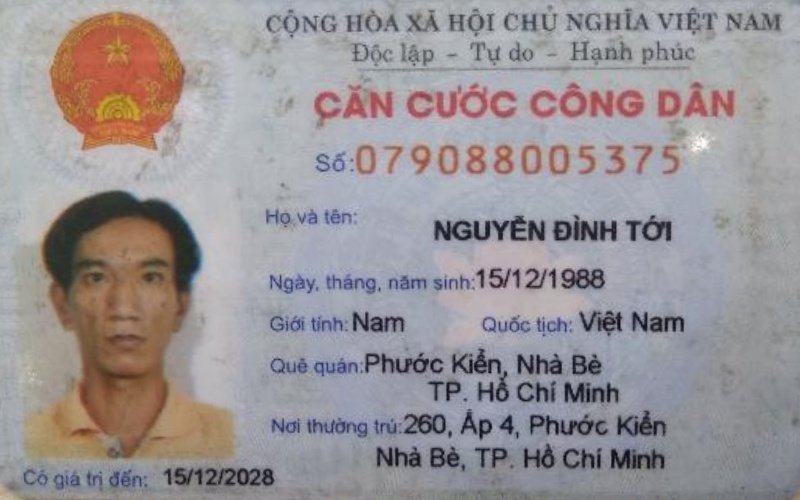 CỘNG HÒA XÃ HỘI CHỦ NGHĨA VIỆT NAM
Độc lập - Tự do - Hạnh phúc
CĂN CƯỚC CÔNG DÂN
Số: 079088005375
Họ và tên:
NGUYỄN ĐÌNH TỚI
Ngày, tháng, năm sinh: 15/12/1988
Giới tính: Nam Quốc tịch: Việt Nam
Quê quán: Phước Kiển, Nhà Bè
TP. Hồ Chí Minh
Nơi thường trú: 260, Ấp 4, Phước Kiển
Nhà Bè, TP. Hồ Chí Minh
Có giá trị đến: 15/12/2028